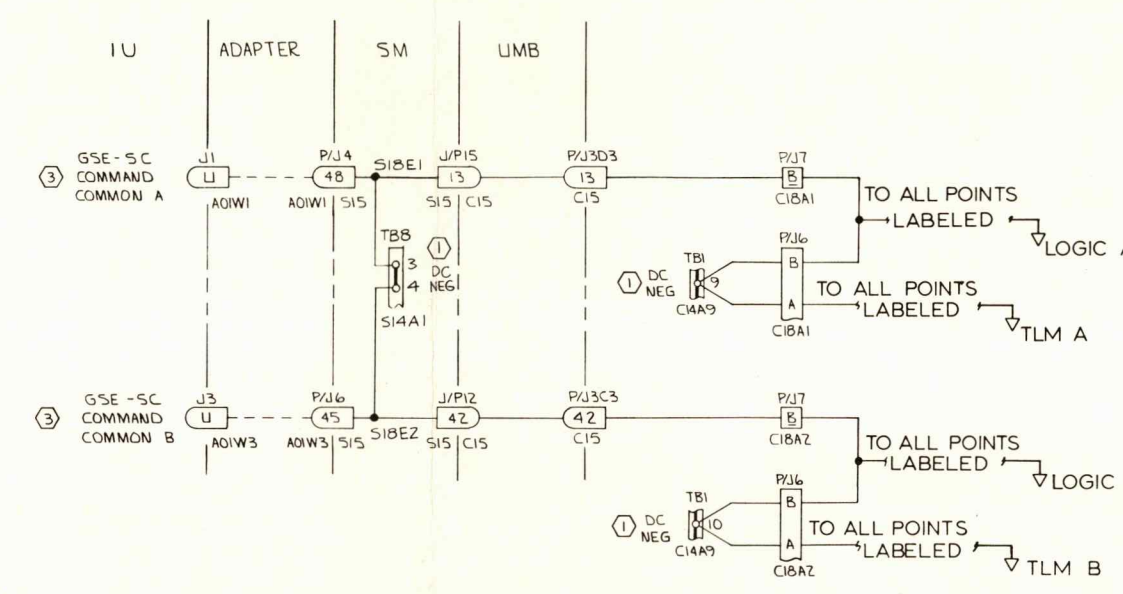 IU
ADAPTER
SM
UMB
3
GSE-SC
COMMAND
COMMON A
J1
U
A01W1
P/J4
48
A01W1
S15
S18E1
J/P15
13
S15
C15
P/J3D3
13
C15
P/J7
B
C18A1
TO ALL POINTS
LABELED
LOGIC A
TB8
3
4
S14A1
1
DC
NEG
1
DC
NEG
TB1
9
C14A9
P/J6
B
A
C18A1
TO ALL POINTS
LABELED
TLM A
3
GSE-SC
COMMAND
COMMON B
J3
U
A01W3
P/J6
45
A01W3
S15
S18E2
J/P12
42
S15
C15
P/J3C3
42
C15
P/J7
B
C18A2
TO ALL POINTS
LABELED
LOGIC
1
DC
NEG
TB1
10
C14A9
P/J6
B
A
C18A2
TO ALL POINTS
LABELED
TLM B